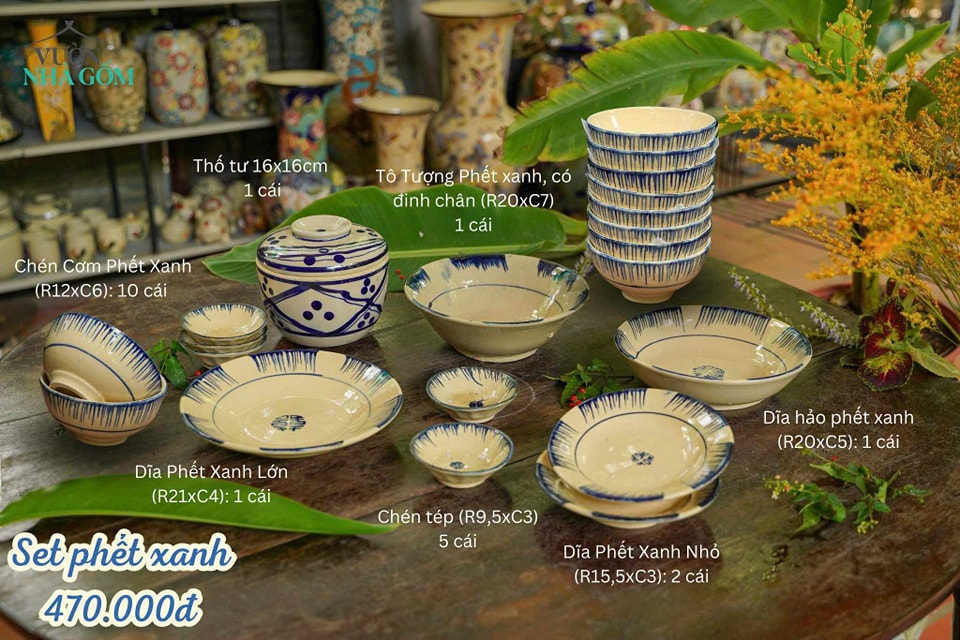 VƯỜN
NHÀ GỐM
Thố tư 16x16cm
1 cái
Tô Tượng Phết xanh, có
đinh chân (R20xC7)
1 cái
Chén Cơm Phết Xanh
(R12xC6): 10 cái
Dĩa hảo phết xanh
(R20xC5): 1 cái
Dĩa Phết Xanh Lớn
(R21xC4): 1 cái
Chén tép (R9,5xC3)
5 cái
Dĩa Phết Xanh Nhỏ
(R15,5xC3): 2 cái
Set phết xanh
470.000đ